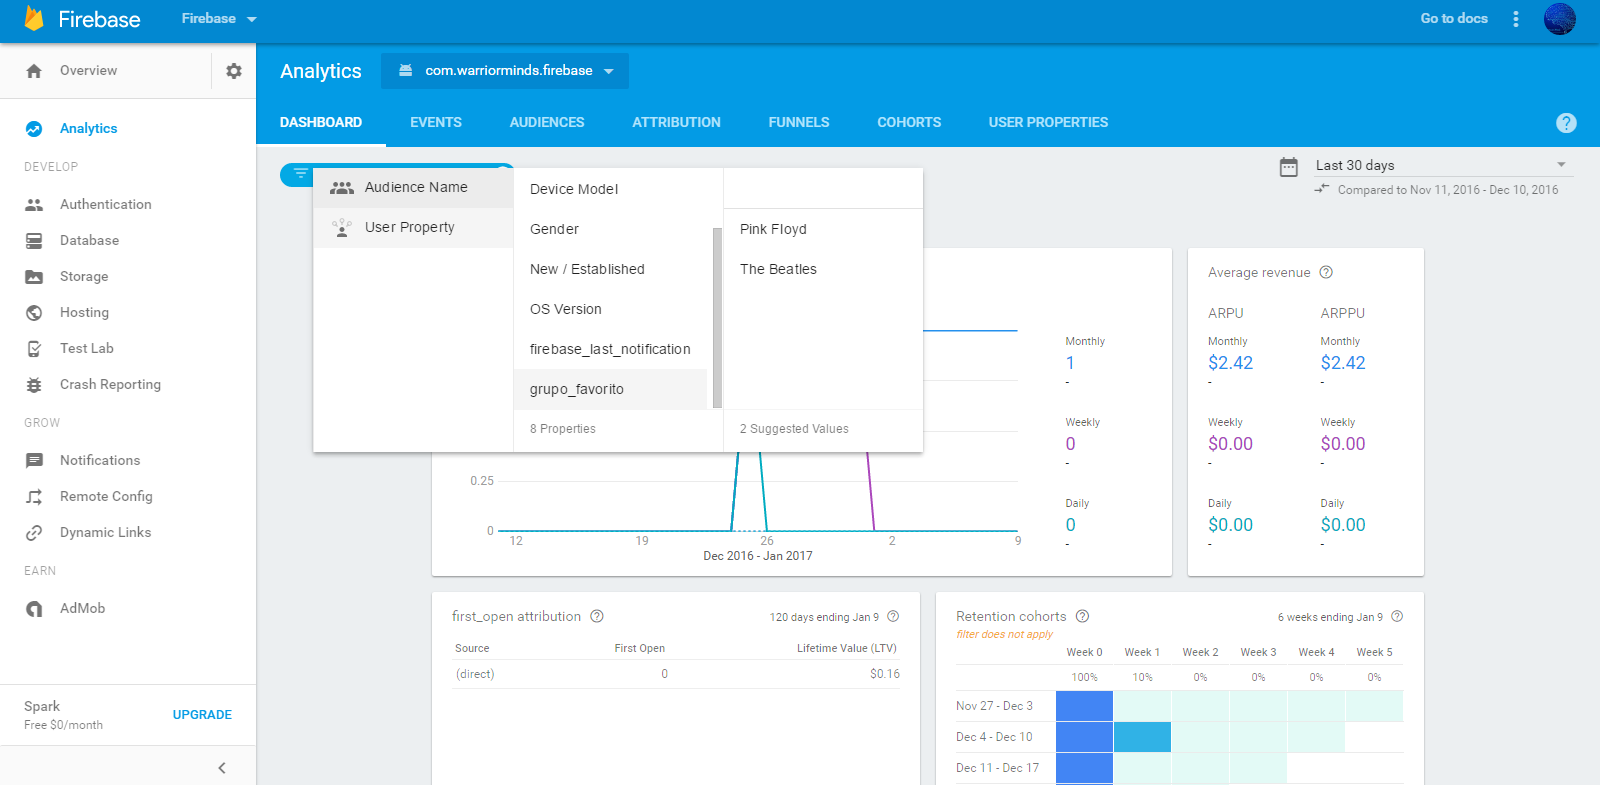 Firebase
Firebase
Go to docs
Overview
Analytics
com.warriorminds.firebase
DASHBOARD
EVENTS
AUDIENCES
ATTRIBUTION
FUNNELS
COHORTS
USER PROPERTIES
?
Analytics
DEVELOP
Authentication
Database
Storage
Hosting
Test Lab
Crash Reporting
GROW
Notifications
Remote Config
Dynamic Links
EARN
AdMob
Spark
Free $0/month
UPGRADE
Last 30 days
Compared to Nov 11, 2016 - Dec 10, 2016
Audience Name
User Property
Device Model
Gender
New / Established
OS Version
firebase_last_notification
grupo_favorito
8 Properties
Pink Floyd
The Beatles
2 Suggested Values
0.25
0
12
19
26
2
9
Dec 2016 - Jan 2017
Monthly
1
-
Weekly
0
-
Daily
0
-
Average revenue ?
ARPU
ARPPU
Monthly
Monthly
$2.42
$2.42
-
-
Weekly
Weekly
$0.00
$0.00
-
-
Daily
Daily
$0.00
$0.00
-
-
first_open attribution ?
120 days ending Jan 9 ?
Source
First Open
Lifetime Value (LTV)
(direct)
0
$0.16
Retention cohorts ?
6 weeks ending Jan 9 ?
filter does not apply
Week 0
Week 1
Week 2
Week 3
Week 4
Week 5
100%
10%
0%
0%
0%
0%
Nov 27 - Dec 3
Dec 4 - Dec 10
Dec 11 - Dec 17